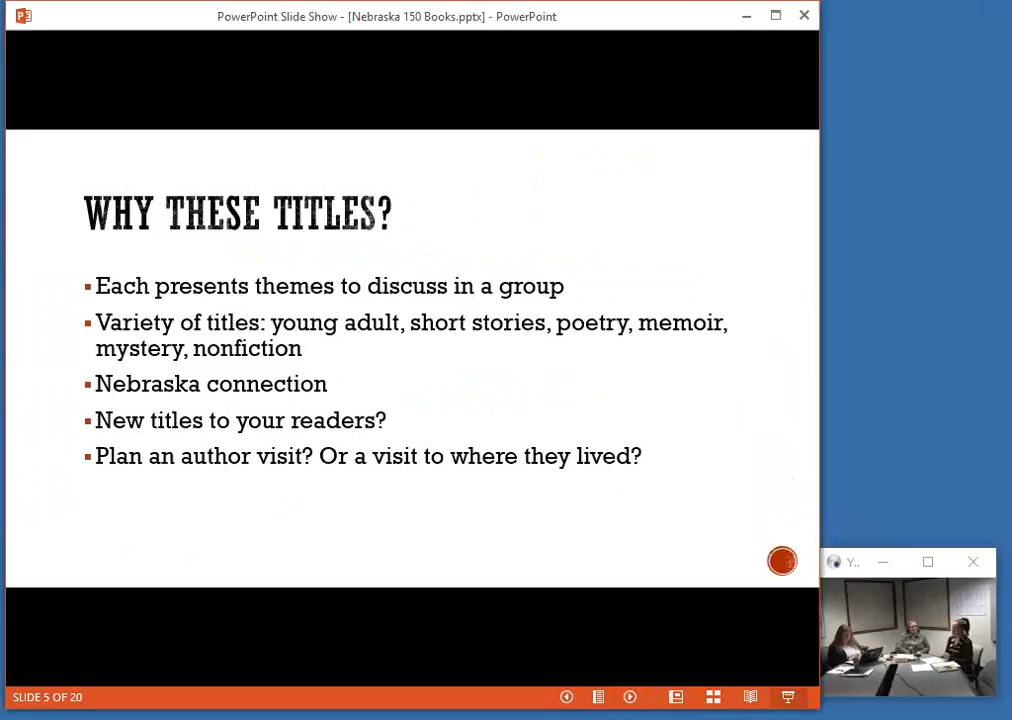 PowerPoint Slide Show - [Nebraska 150 Books.pptx] - PowerPoint
WHY THESE TITLES?
▪ Each presents themes to discuss in a group
▪ Variety of titles: young adult, short stories, poetry, memoir,
mystery, nonfiction
▪ Nebraska connection
▪ New titles to your readers?
▪ Plan an author visit? Or a visit to where they lived?
Y..
SLIDE 5 OF 20